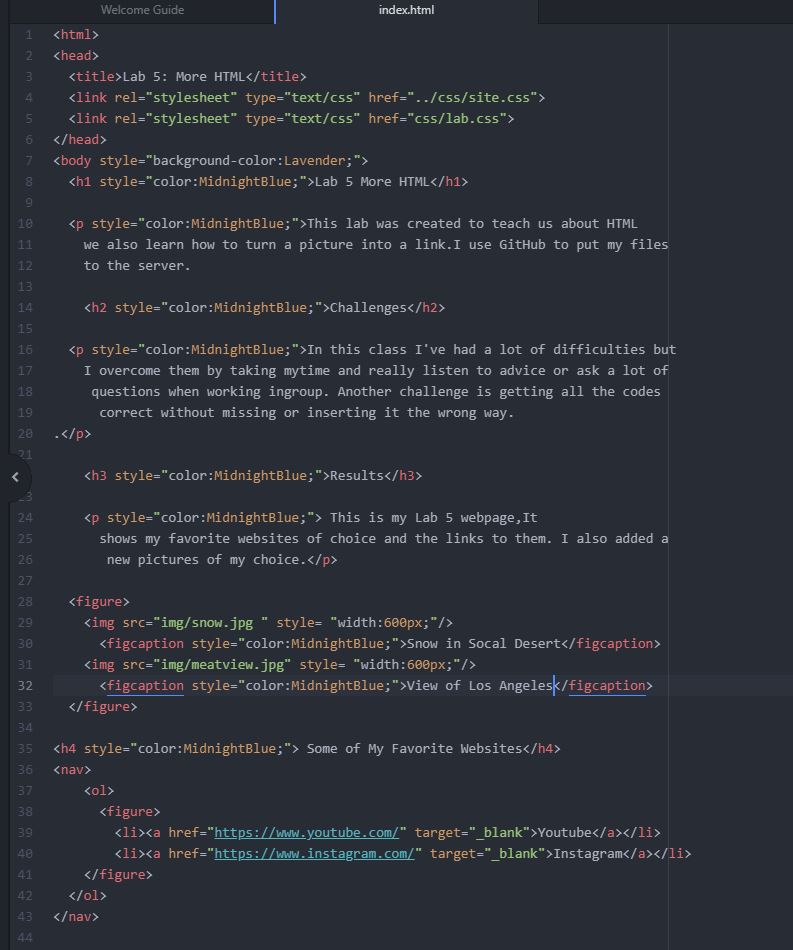 Welcome Guide
index.html
1 <html>
2 <head>
3 <title>Lab 5: More HTML</title>
4 <link rel="stylesheet" type="text/css" href="../css/site.css">
5 <link rel="stylesheet" type="text/css" href="css/lab.css">
6 </head>
7 <body style="background-color:Lavender;">
8 <h1 style="color:MidnightBlue;">Lab 5 More HTML</h1>
9
10 <p style="color:MidnightBlue;">This lab was created to teach us about HTML
11 we also learn how to turn a picture into a link.I use GitHub to put my files
12 to the server.
13
14 <h2 style="color:MidnightBlue;">Challenges</h2>
15
16 <p style="color:MidnightBlue;">In this class I've had a lot of difficulties but
17 I overcome them by taking mytime and really listen to advice or ask a lot of
18 questions when working ingroup. Another challenge is getting all the codes
19 correct without missing or inserting it the wrong way.
20 .</p>
21
<h3 style="color:MidnightBlue;">Results</h3>
23
24 <p style="color:MidnightBlue;"> This is my Lab 5 webpage,It
25 shows my favorite websites of choice and the links to them. I also added a
26 new pictures of my choice.</p>
27
28 <figure>
29 <img src="img/snow.jpg " style= "width:600px;"/>
30 <figcaption style="color:MidnightBlue;">Snow in Socal Desert</figcaption>
31 <img src="img/meatview.jpg" style= "width:600px;"/>
32 <figcaption style="color:MidnightBlue;">View of Los Angeles</figcaption>
33 </figure>
34
35 <h4 style="color:MidnightBlue;"> Some of My Favorite Websites</h4>
36 <nav>
37 <ol>
38 <figure>
39 <li><a href="https://www.youtube.com/" target="_blank">Youtube</a></li>
40 <li><a href="https://www.instagram.com/" target="_blank">Instagram</a></li>
41 </figure>
42 </ol>
43 </nav>
44